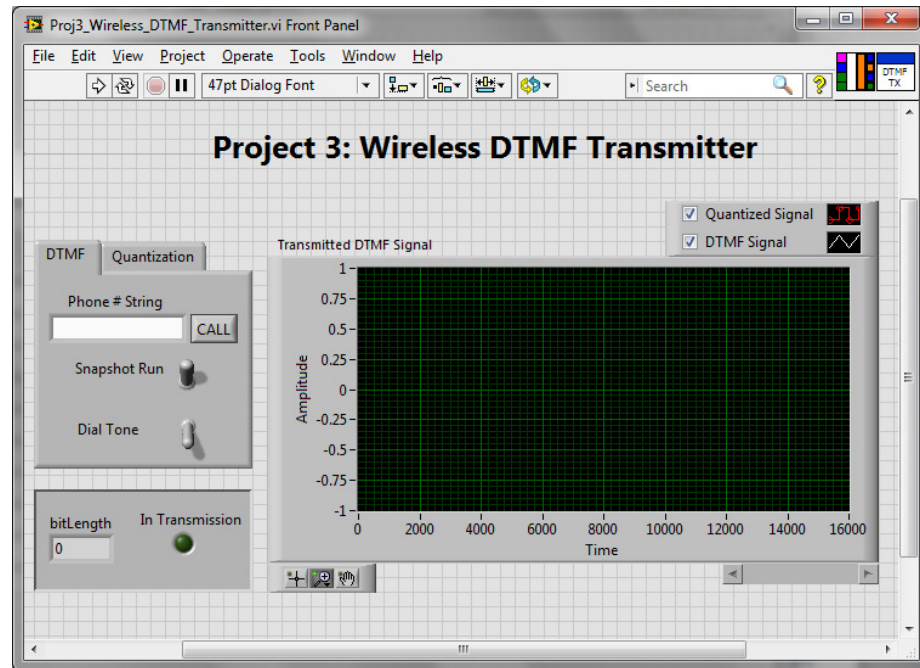 Proj3_Wireless_DTMF_Transmitter.vi Front Panel
File Edit View Project Operate Tools Window Help
47pt Dialog Font
Search
DTMF
TX
Project 3: Wireless DTMF Transmitter
Quantized Signal
DTMF Signal
Transmitted DTMF Signal
DTMF
Quantization
Phone # String
CALL
Snapshot Run
Dial Tone
bitLength
0
In Transmission
Amplitude
1
0.75
0.5
0.25
0
-0.25
-0.5
-0.75
-1
0 2000 4000 6000 8000 10000 12000 14000 16000
Time